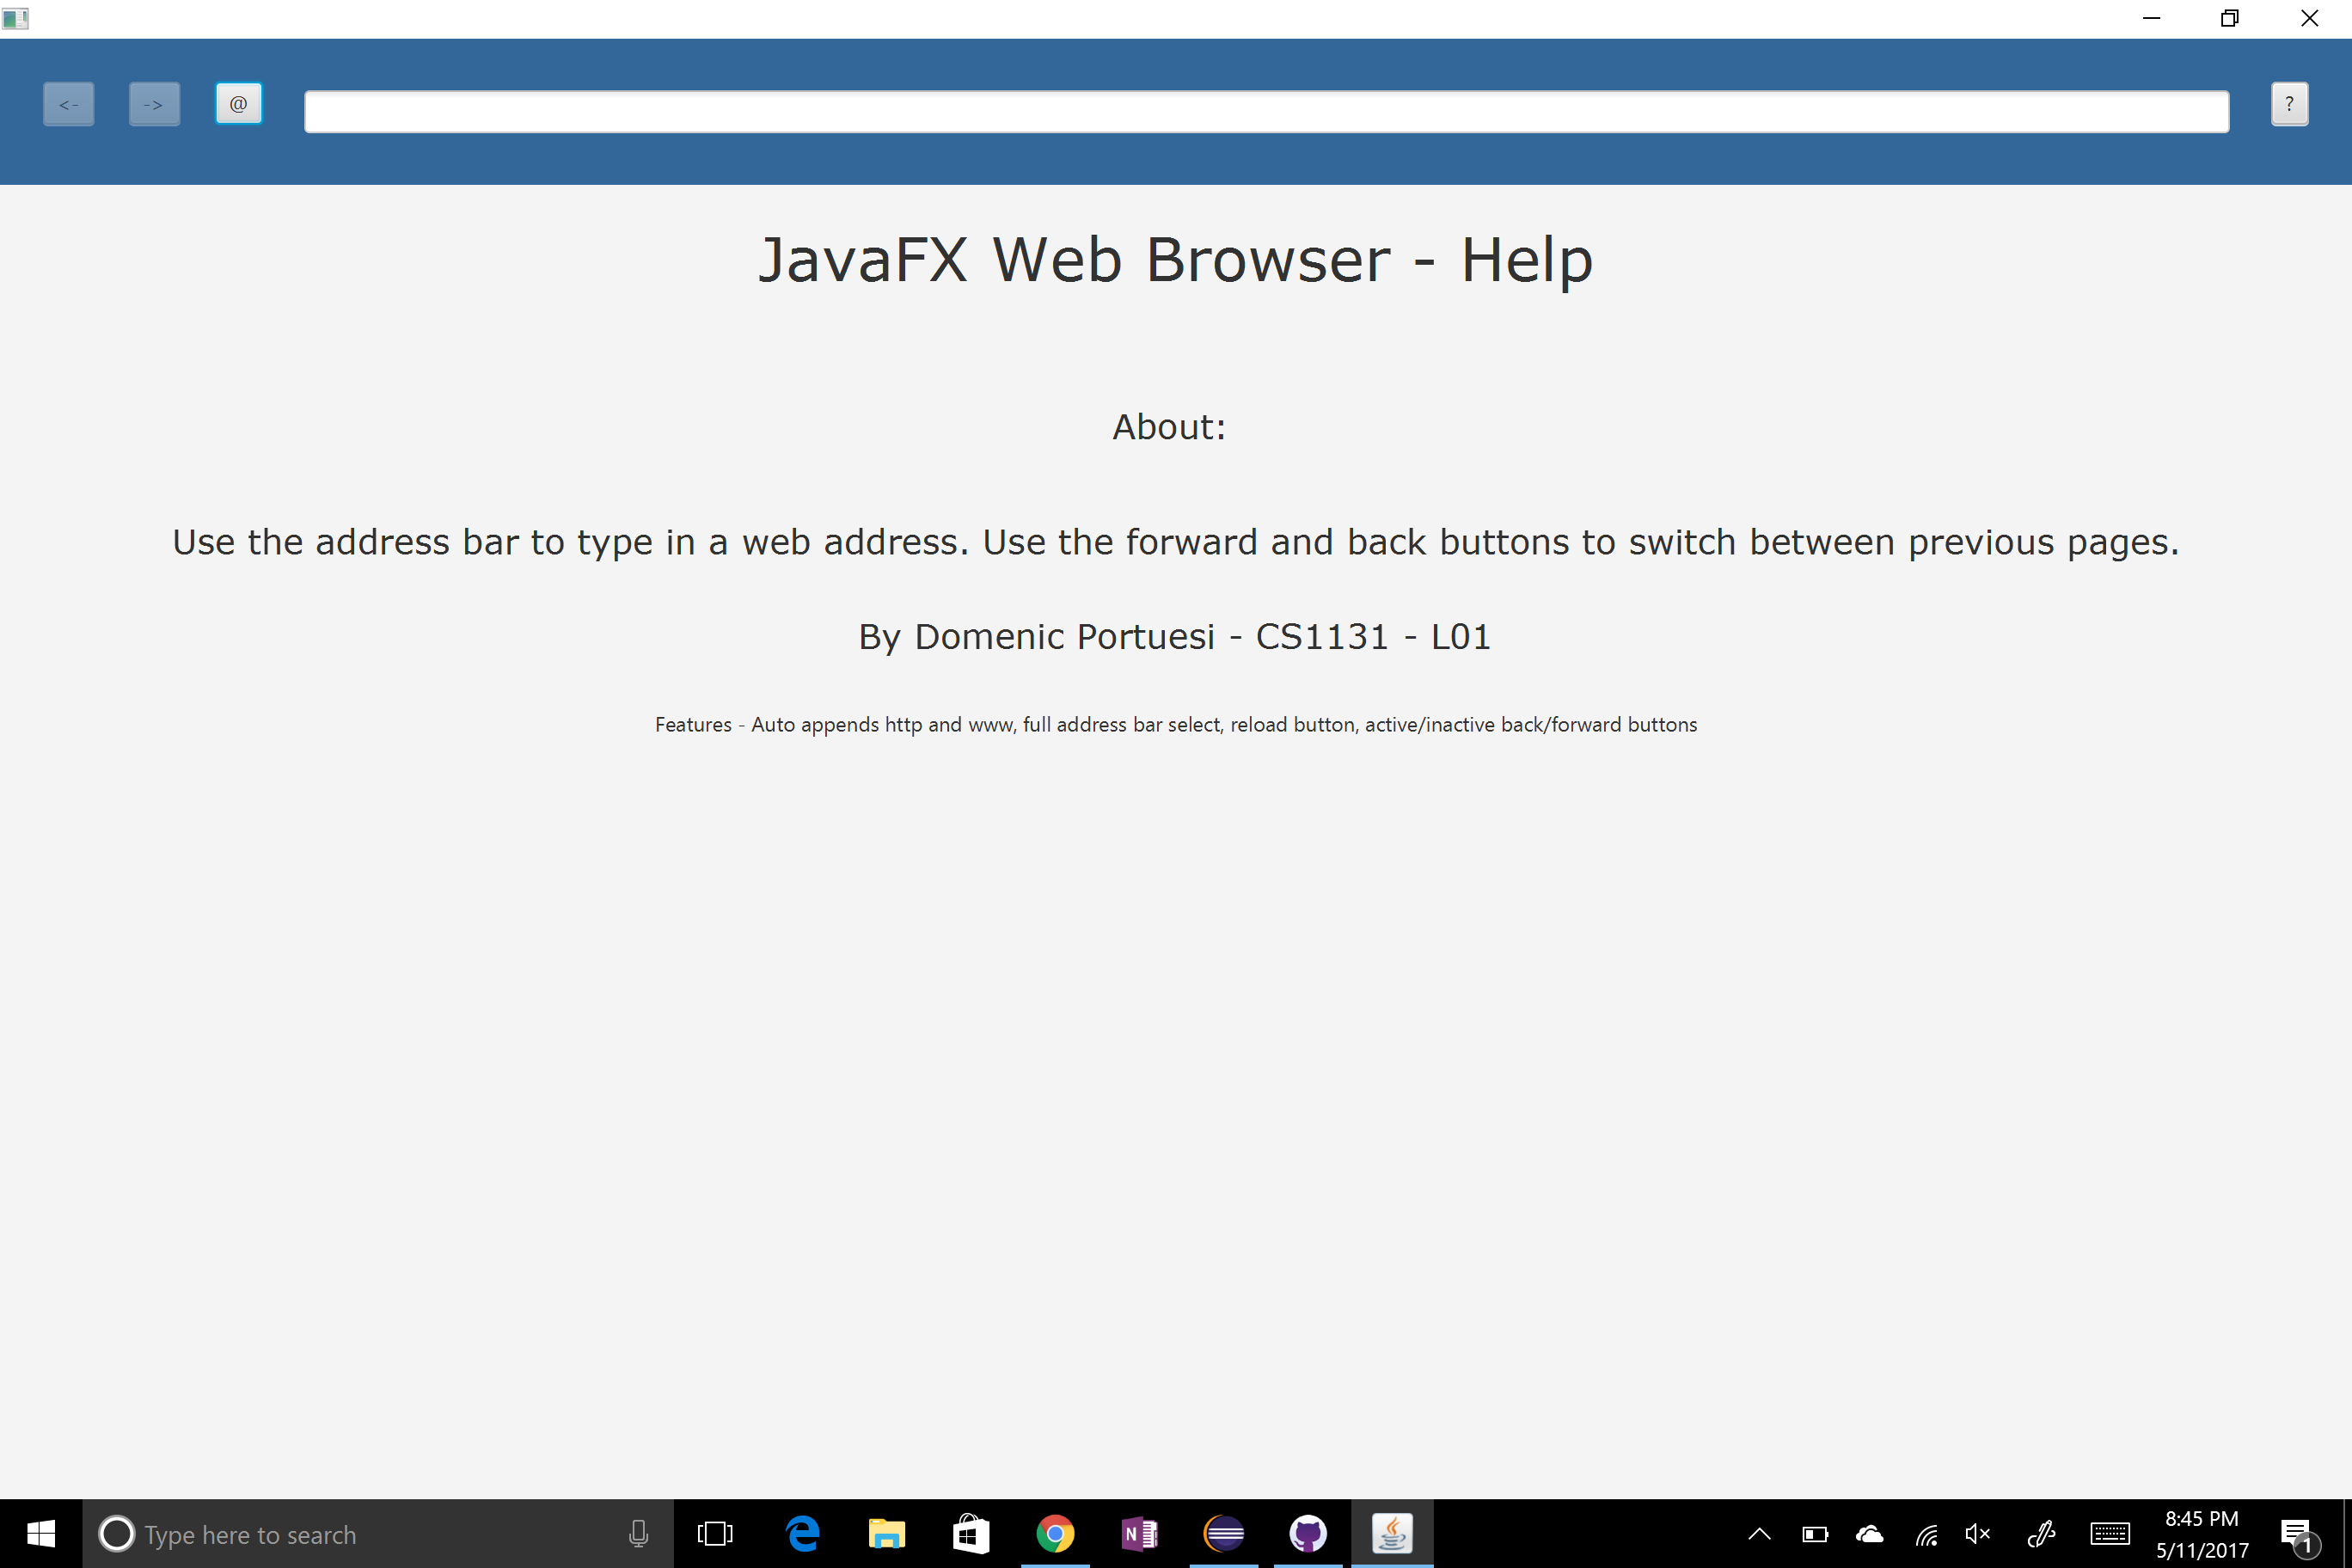 <- -> @ ?
JavaFX Web Browser - Help
About:
Use the address bar to type in a web address. Use the forward and back buttons to switch between previous pages.
By Domenic Portuesi - CS1131 - L01
Features - Auto appends http and www, full address bar select, reload button, active/inactive back/forward buttons
Type here to search
N
8:45 PM
5/11/2017
1